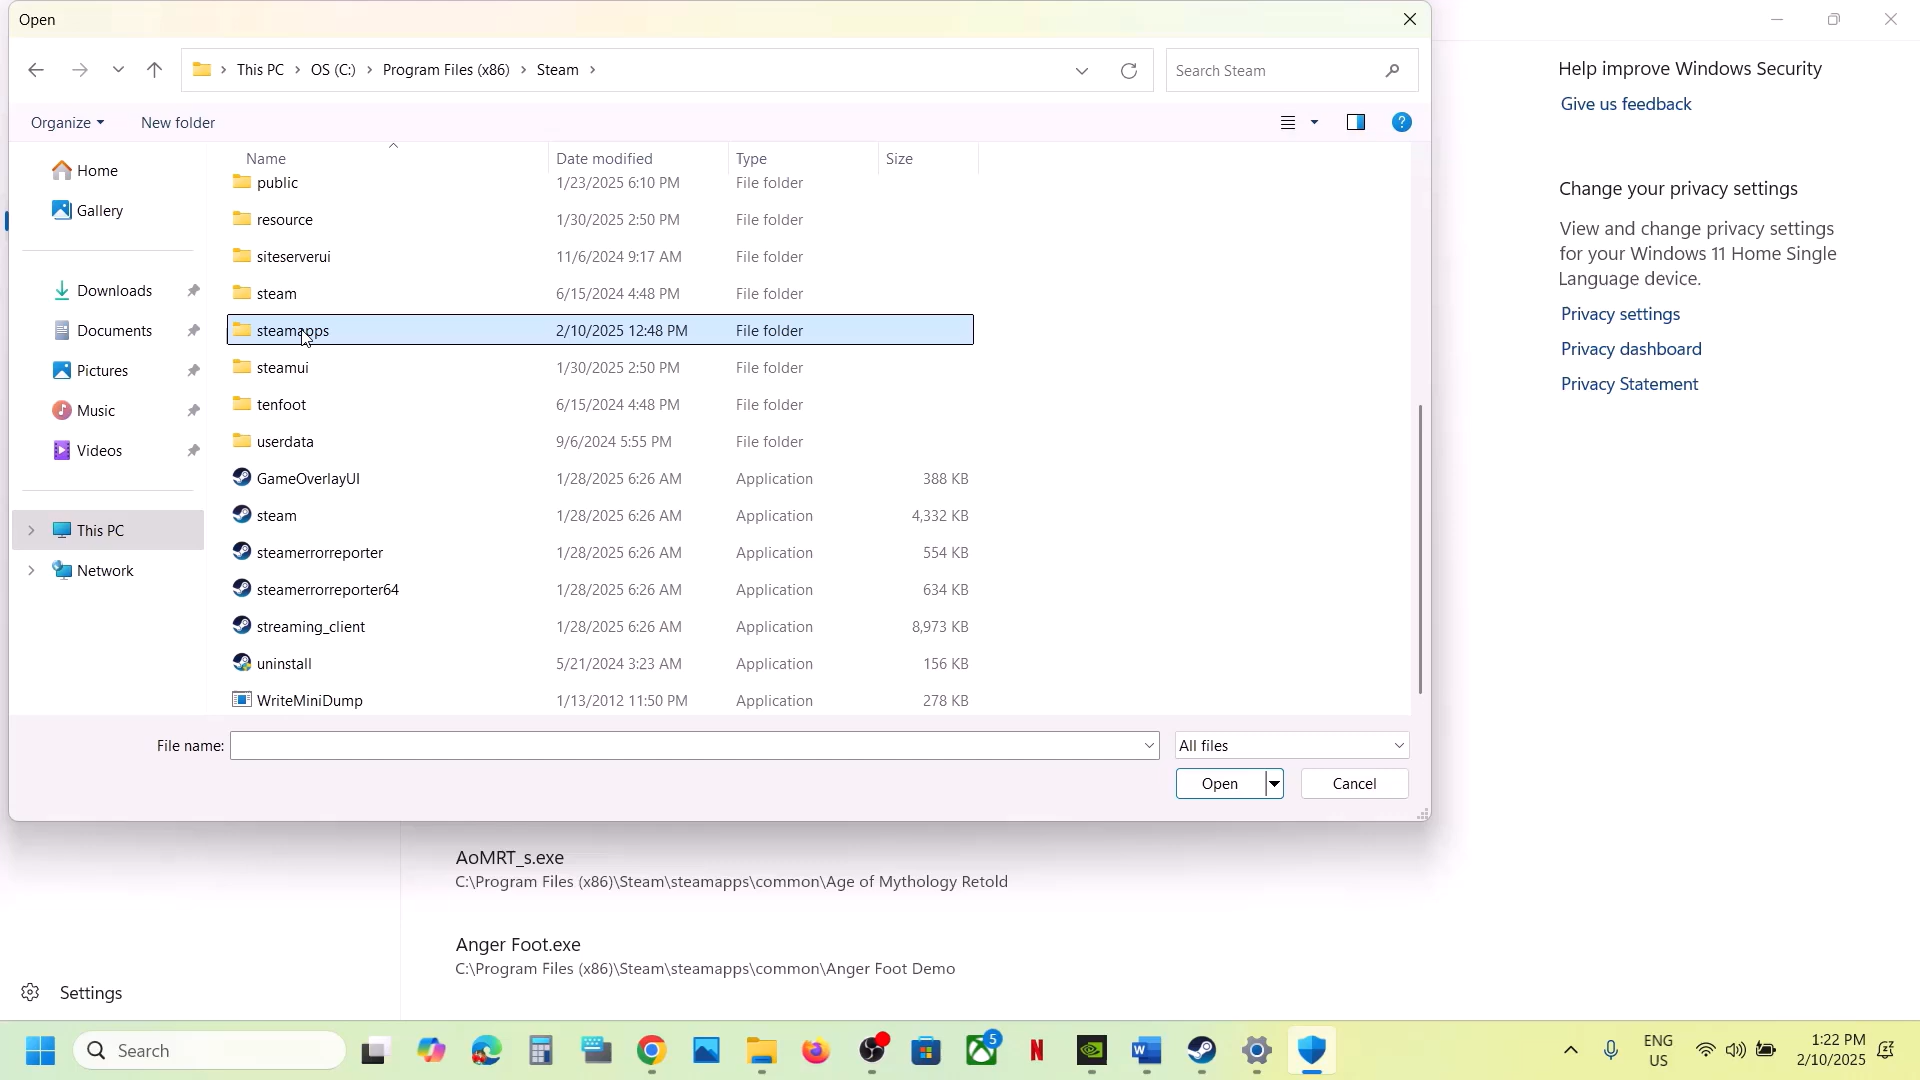 Open
This PC > OS (C:) > Program Files (x86) > Steam >
Search Steam
Organize
New folder
Home
Gallery
Downloads
Documents
Pictures
Music
Videos
This PC
Network
Name Date modified Type Size
public 1/23/2025 6:10 PM File folder
resource 1/30/2025 2:50 PM File folder
siteserverui 11/6/2024 9:17 AM File folder
steam 6/15/2024 4:48 PM File folder
steamapps 2/10/2025 12:48 PM File folder
steamui 1/30/2025 2:50 PM File folder
tenfoot 6/15/2024 4:48 PM File folder
userdata 9/6/2024 5:55 PM File folder
GameOverlayUI 1/28/2025 6:26 AM Application 388 KB
steam 1/28/2025 6:26 AM Application 4,332 KB
steamerrorreporter 1/28/2025 6:26 AM Application 554 KB
steamerrorreporter64 1/28/2025 6:26 AM Application 634 KB
streaming_client 1/28/2025 6:26 AM Application 8,973 KB
uninstall 5/21/2024 3:23 AM Application 156 KB
WriteMiniDump 1/13/2012 11:50 PM Application 278 KB
File name:
All files
Open
Cancel
Help improve Windows Security
Give us feedback
Change your privacy settings
View and change privacy settings
for your Windows 11 Home Single
Language device.
Privacy settings
Privacy dashboard
Privacy Statement
AoMRT_s.exe
C:\Program Files (x86)\Steam\steamapps\common\Age of Mythology Retold
Anger Foot.exe
C:\Program Files (x86)\Steam\steamapps\common\Anger Foot Demo
Settings
Search
5
ENG
US
1:22 PM
2/10/2025